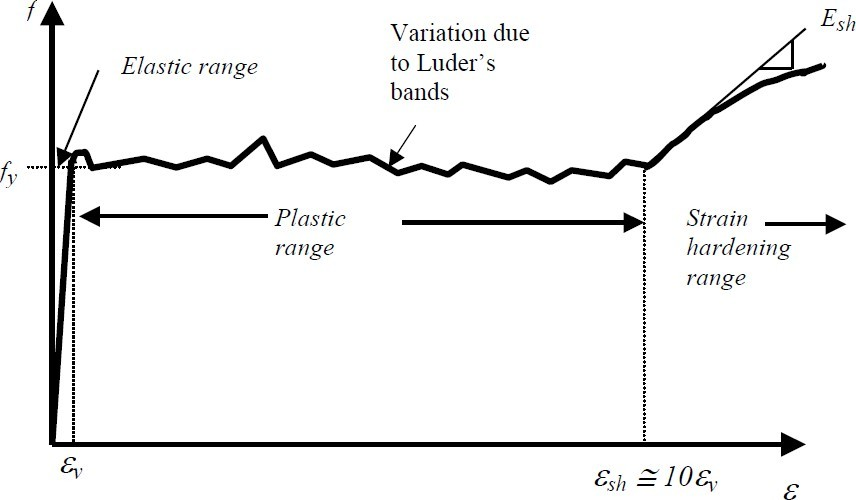 f
E_sh
Variation due
to Luder's
bands
Elastic range
f_y
Plastic
range
Strain
hardening
range
ε_y
ε_sh ≅ 10ε_y
ε